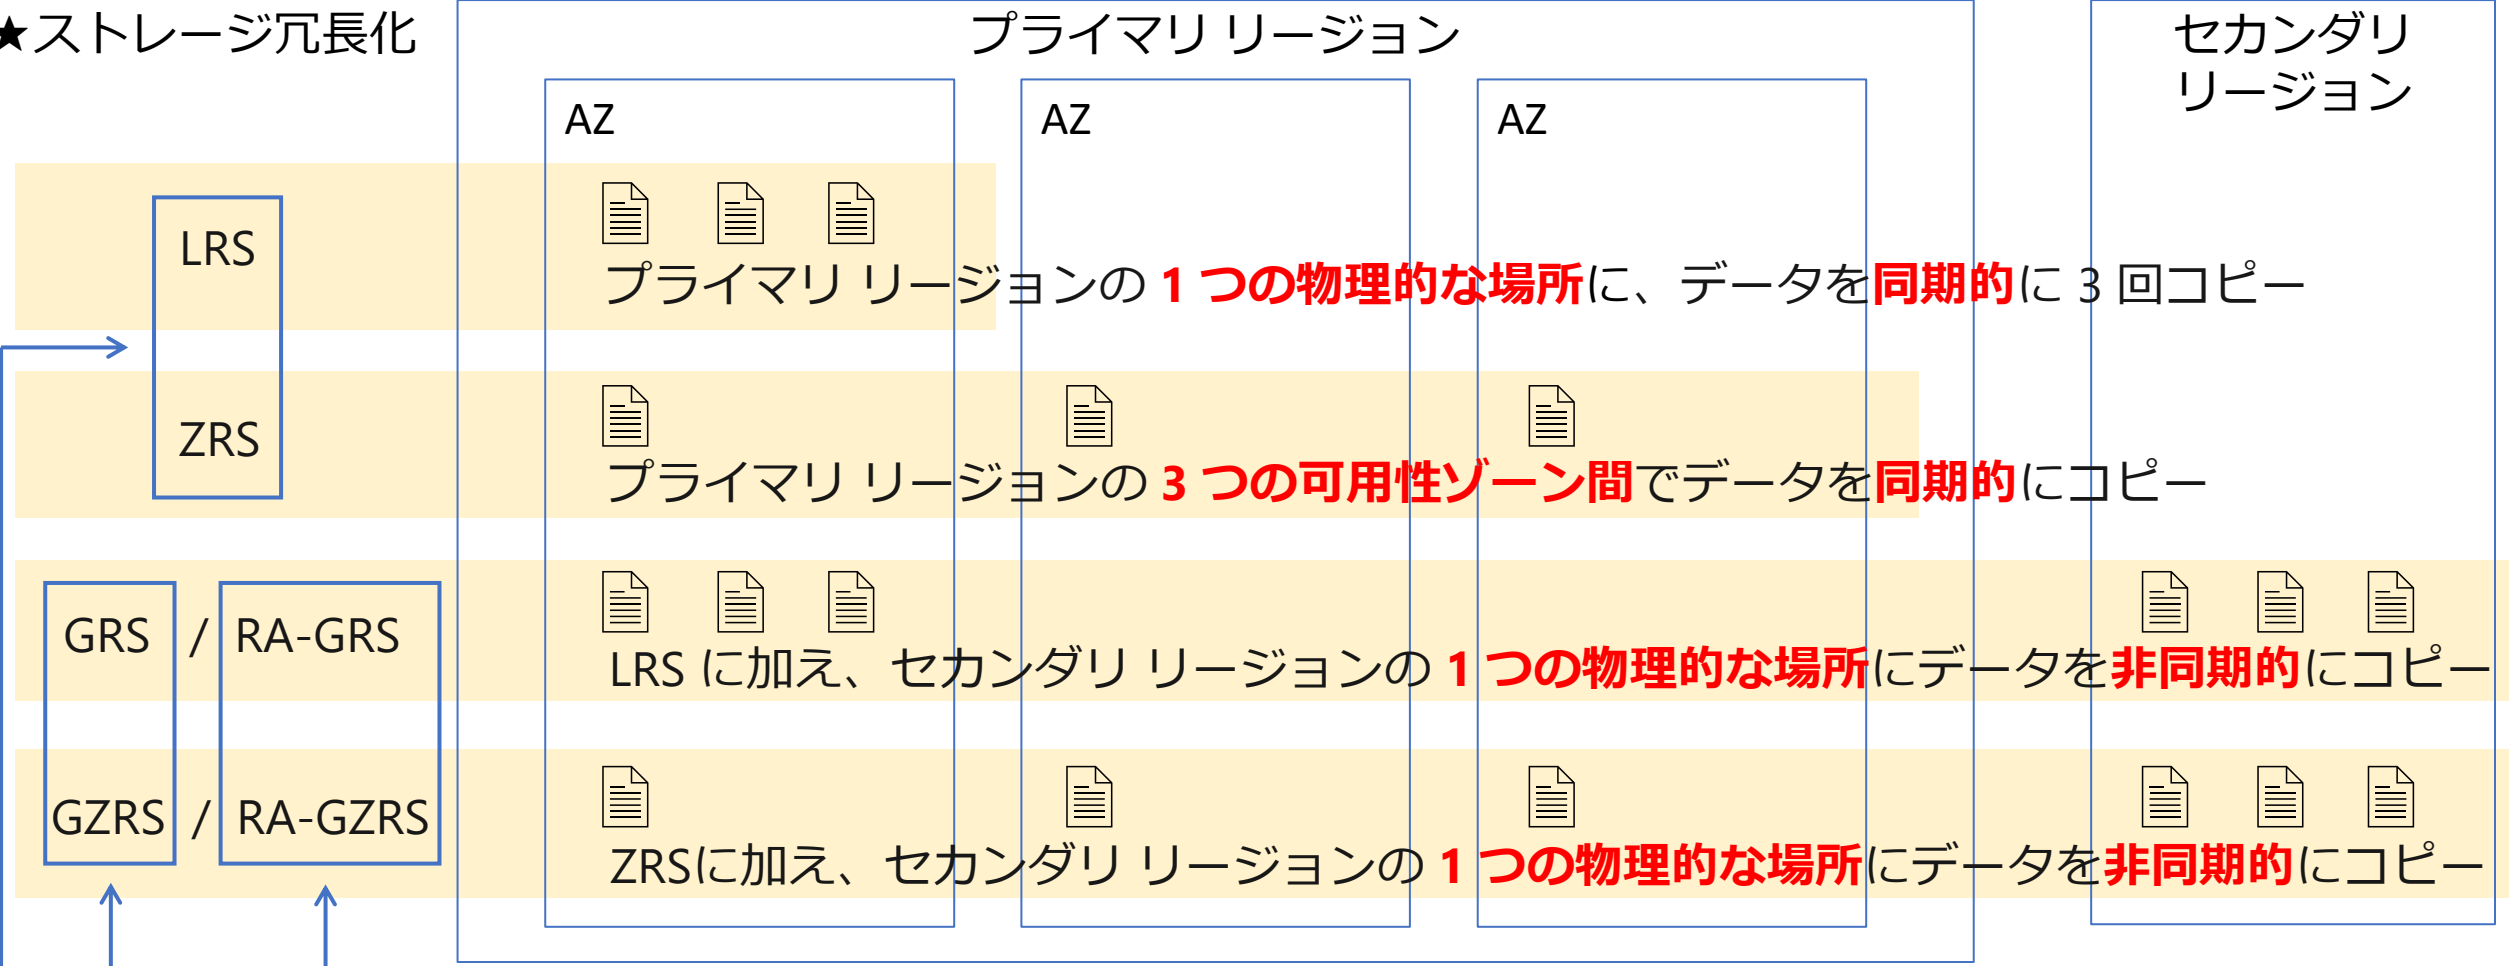 ★ストレージ冗長化
プライマリ リージョン
セカンダリ
リージョン
AZ
AZ
AZ
LRS
プライマリ リージョンの 1 つの物理的な場所に、データを同期的に 3 回コピー
ZRS
プライマリ リージョンの 3 つの可用性ゾーン間でデータを同期的にコピー
GRS / RA-GRS
LRS に加え、セカンダリ リージョンの 1 つの物理的な場所にデータを非同期的にコピー
GZRS / RA-GZRS
ZRSに加え、セカンダリ リージョンの 1 つの物理的な場所にデータを非同期的にコピー